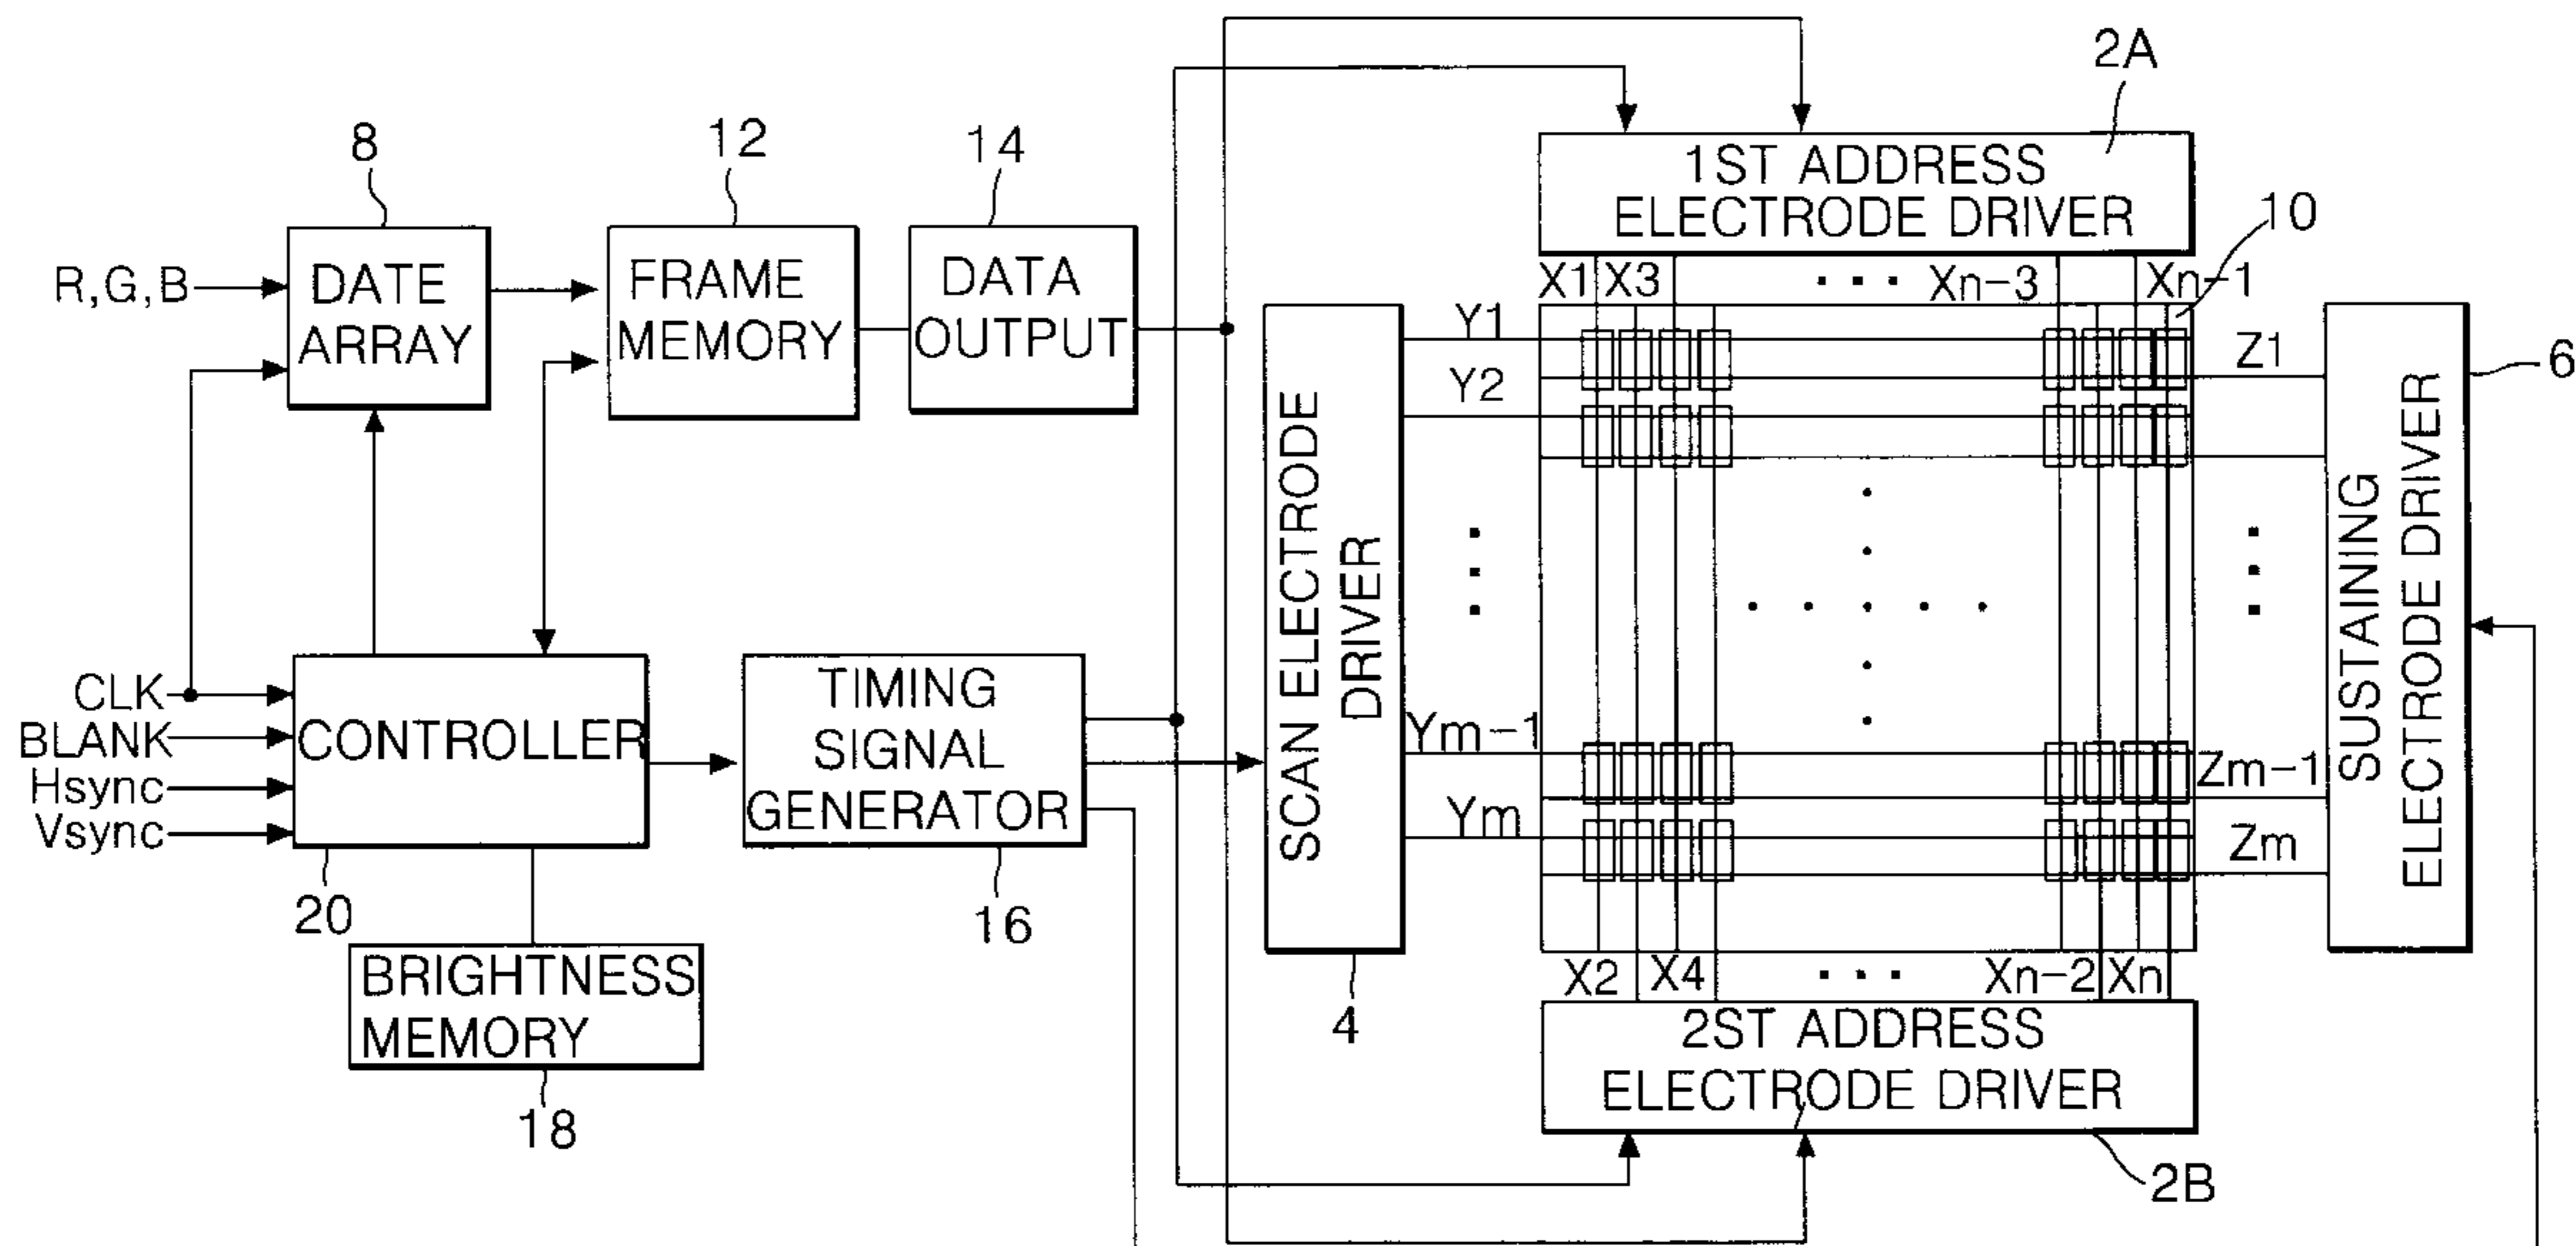 2A
8
12
14
1ST ADDRESS
ELECTRODE DRIVER
10
R,G,B
DATE
ARRAY
FRAME
MEMORY
DATA
OUTPUT
X1 X3 ··· Xn-3 Xn-1
Y1
Z1
6
Y2
SCAN ELECTRODE
DRIVER
SUSTAINING
ELECTRODE DRIVER
CLK
BLANK
Hsync
Vsync
CONTROLLER
TIMING
SIGNAL
GENERATOR
Ym-1
Zm-1
Ym
Zm
20
16
BRIGHTNESS
MEMORY
18
4
X2 X4 ··· Xn-2 Xn
2ST ADDRESS
ELECTRODE DRIVER
2B